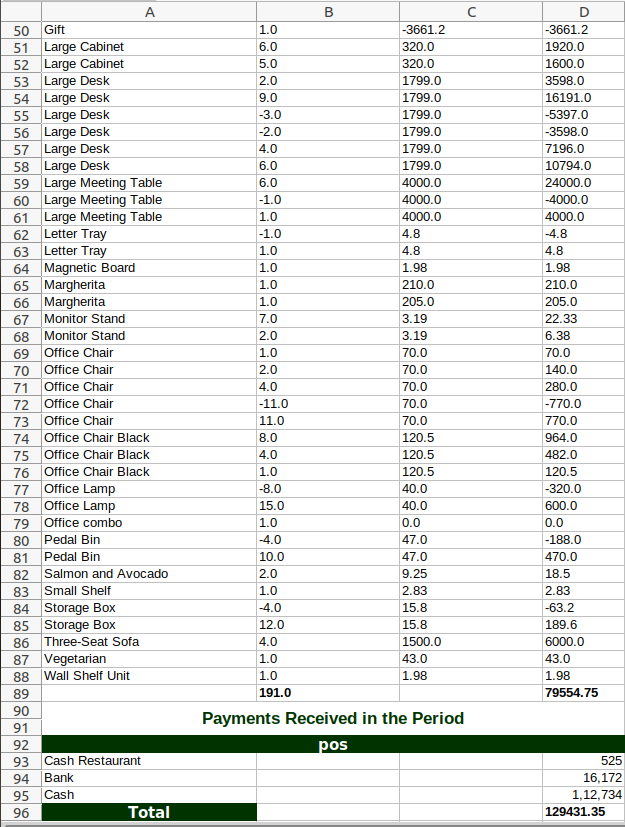 A B C D
50 Gift 1.0 -3661.2 -3661.2
51 Large Cabinet 6.0 320.0 1920.0
52 Large Cabinet 5.0 320.0 1600.0
53 Large Desk 2.0 1799.0 3598.0
54 Large Desk 9.0 1799.0 16191.0
55 Large Desk -3.0 1799.0 -5397.0
56 Large Desk -2.0 1799.0 -3598.0
57 Large Desk 4.0 1799.0 7196.0
58 Large Desk 6.0 1799.0 10794.0
59 Large Meeting Table 6.0 4000.0 24000.0
60 Large Meeting Table -1.0 4000.0 -4000.0
61 Large Meeting Table 1.0 4000.0 4000.0
62 Letter Tray -1.0 4.8 -4.8
63 Letter Tray 1.0 4.8 4.8
64 Magnetic Board 1.0 1.98 1.98
65 Margherita 1.0 210.0 210.0
66 Margherita 1.0 205.0 205.0
67 Monitor Stand 7.0 3.19 22.33
68 Monitor Stand 2.0 3.19 6.38
69 Office Chair 1.0 70.0 70.0
70 Office Chair 2.0 70.0 140.0
71 Office Chair 4.0 70.0 280.0
72 Office Chair -11.0 70.0 -770.0
73 Office Chair 11.0 70.0 770.0
74 Office Chair Black 8.0 120.5 964.0
75 Office Chair Black 4.0 120.5 482.0
76 Office Chair Black 1.0 120.5 120.5
77 Office Lamp -8.0 40.0 -320.0
78 Office Lamp 15.0 40.0 600.0
79 Office combo 1.0 0.0 0.0
80 Pedal Bin -4.0 47.0 -188.0
81 Pedal Bin 10.0 47.0 470.0
82 Salmon and Avocado 2.0 9.25 18.5
83 Small Shelf 1.0 2.83 2.83
84 Storage Box -4.0 15.8 -63.2
85 Storage Box 12.0 15.8 189.6
86 Three-Seat Sofa 4.0 1500.0 6000.0
87 Vegetarian 1.0 43.0 43.0
88 Wall Shelf Unit 1.0 1.98 1.98
89 191.0 79554.75
90
Payments Received in the Period
91
92 pos
93 Cash Restaurant 525
94 Bank 16,172
95 Cash 1,12,734
96 Total 129431.35